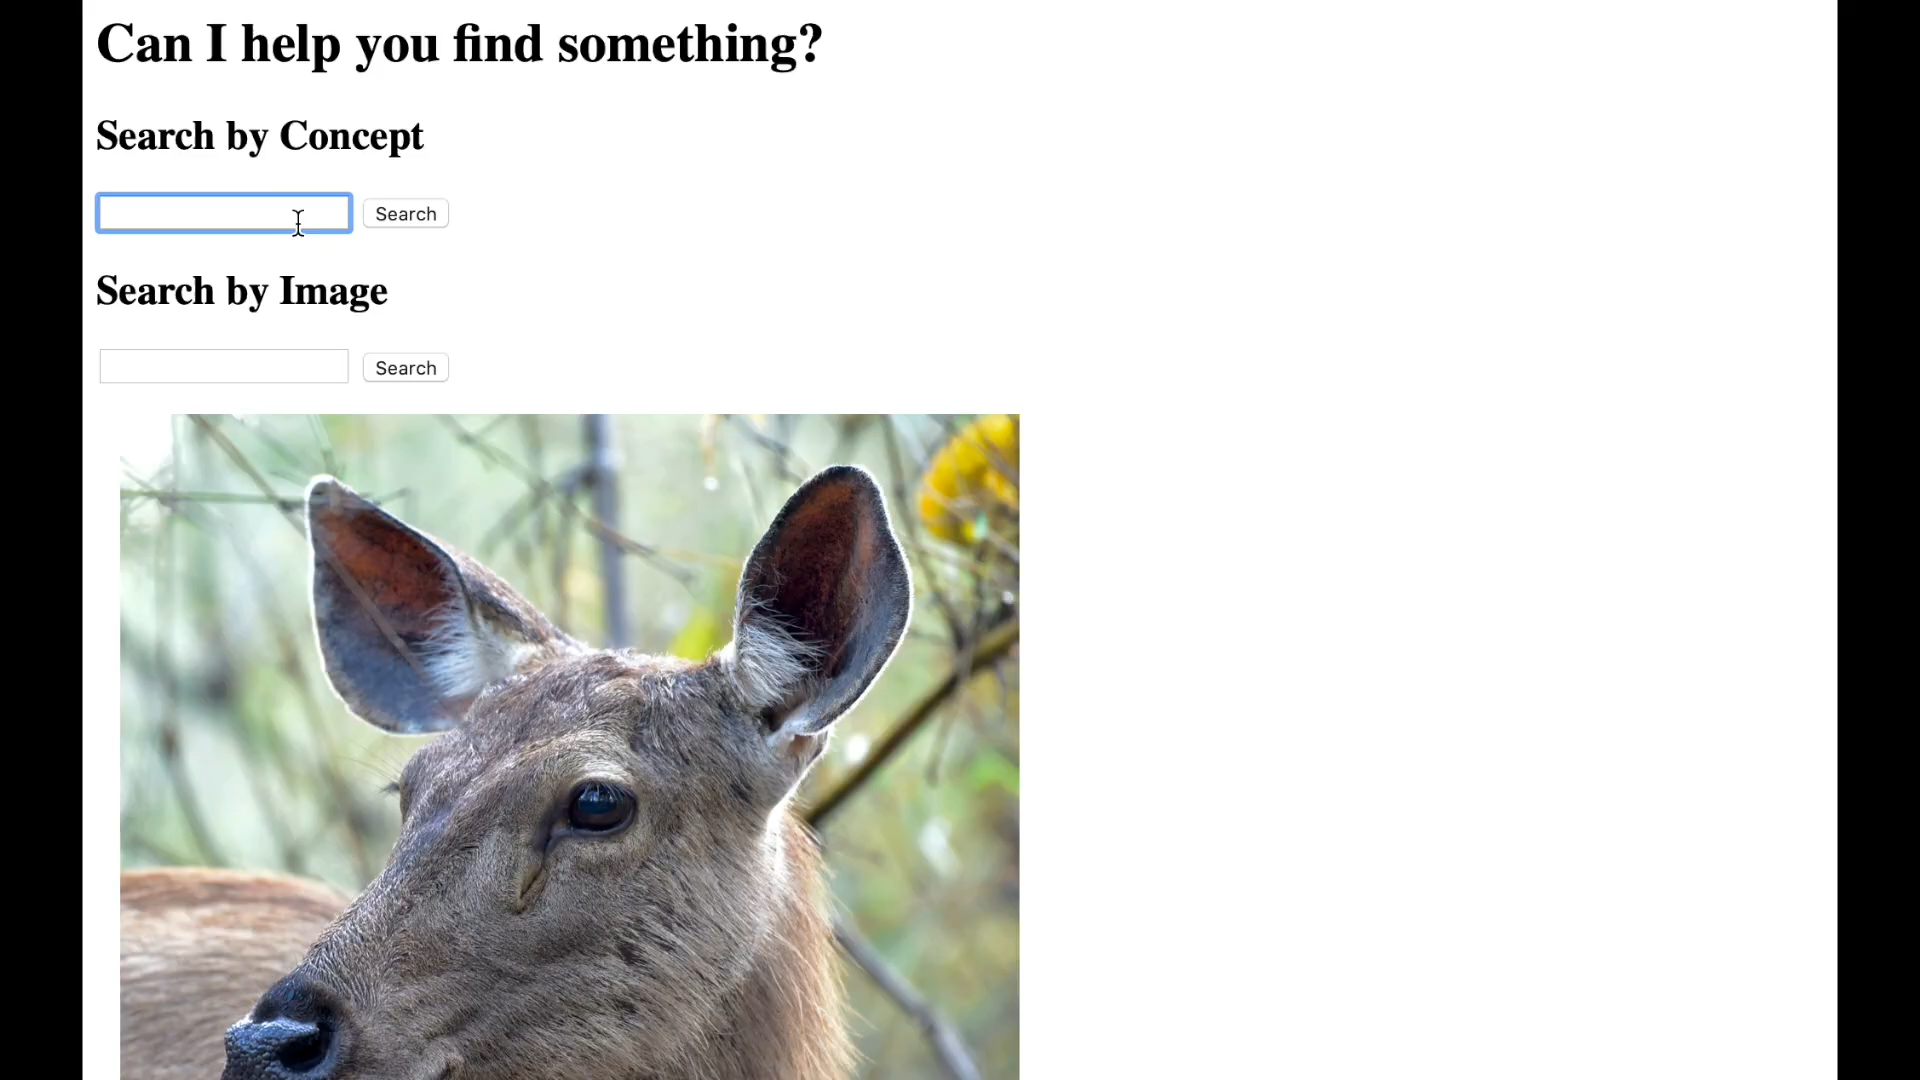 Can I help you find something?
Search by Concept
Search
Search by Image
Search